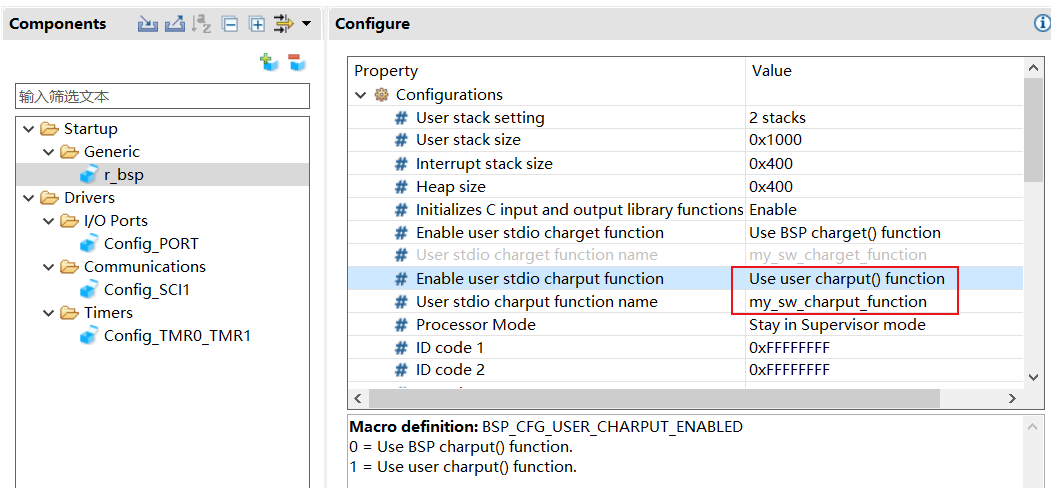 Components
输入筛选文本
Startup
Generic
r_bsp
Drivers
I/O Ports
Config_PORT
Communications
Config_SCI1
Timers
Config_TMR0_TMR1
Configure
Property Value
Configurations
User stack setting 2 stacks
User stack size 0x1000
Interrupt stack size 0x400
Heap size 0x400
Initializes C input and output library functions Enable
Enable user stdio charget function Use BSP charget() function
User stdio charget function name my_sw_charget_function
Enable user stdio charput function Use user charput() function
User stdio charput function name my_sw_charput_function
Processor Mode Stay in Supervisor mode
ID code 1 0xFFFFFFFF
ID code 2 0xFFFFFFFF
Macro definition: BSP_CFG_USER_CHARPUT_ENABLED
0 = Use BSP charput() function.
1 = Use user charput() function.